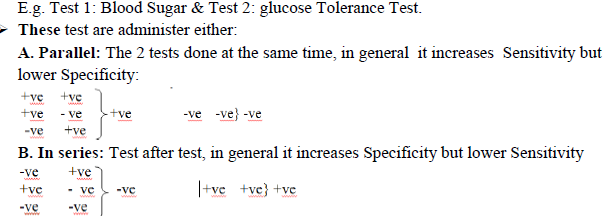 E.g. Test 1: Blood Sugar & Test 2: glucose Tolerance Test.
These test are administer either:
A. Parallel: The 2 tests done at the same time, in general it increases Sensitivity but
lower Specificity:
+ve +ve
+ve - ve }+ve -ve -ve} -ve
-ve +ve
B. In series: Test after test, in general it increases Specificity but lower Sensitivity
-ve +ve
+ve - ve } -ve |+ve +ve} +ve
-ve -ve